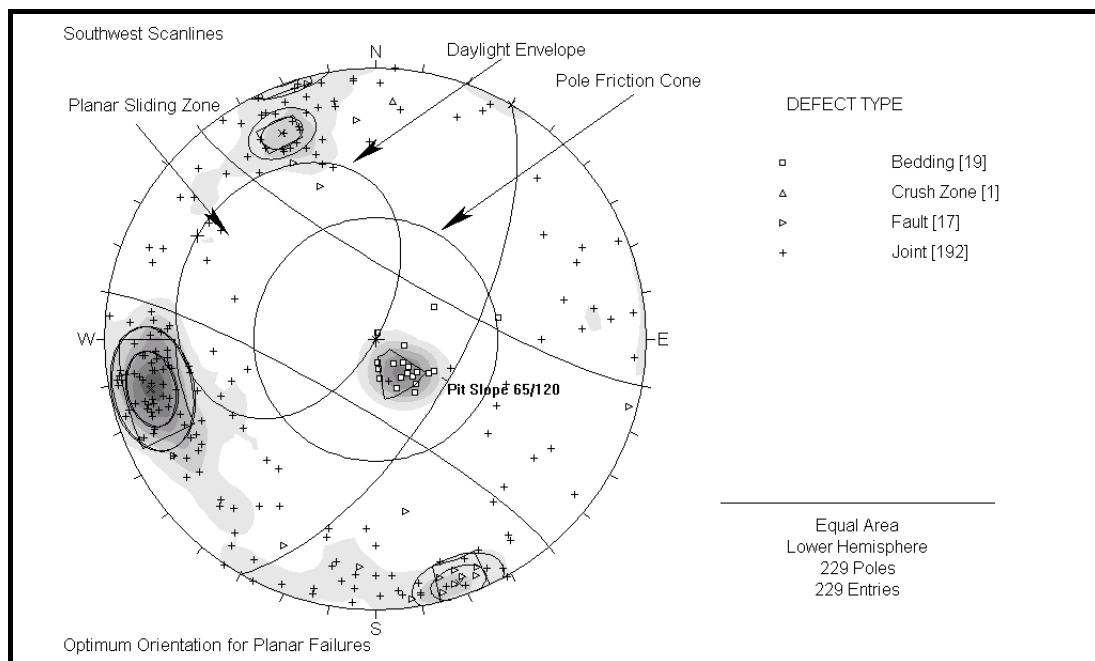 Southwest Scanlines
Daylight Envelope
N
Pole Friction Cone
Planar Sliding Zone
DEFECT TYPE
Bedding [19]
Crush Zone [1]
Fault [17]
Joint [192]
W
E
Pit Slope 65/120
S
Equal Area
Lower Hemisphere
229 Poles
229 Entries
Optimum Orientation for Planar Failures